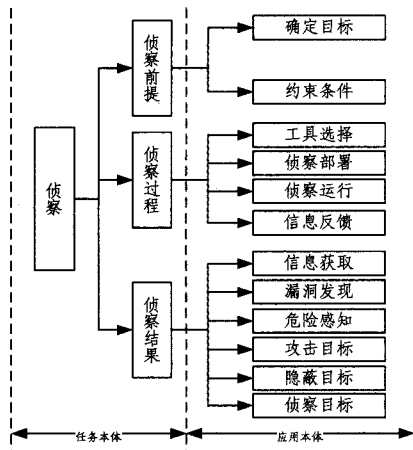 侦察
侦察前提
侦察过程
侦察结果
确定目标
约束条件
工具选择
侦察部署
侦察运行
信息反馈
信息获取
漏洞发现
危险感知
攻击目标
隐蔽目标
侦察目标
任务本体
应用本体